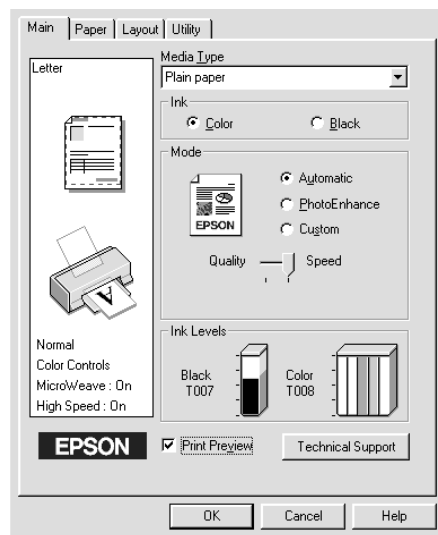 Main Paper Layout Utility
Letter
Media Type
Plain paper
Ink
Color Black
Mode
EPSON
Automatic
PhotoEnhance
Custom
Quality Speed
A
Normal
Color Controls
MicroWeave : On
High Speed : On
Ink Levels
Black
T007
Color
T008
EPSON
Print Preview
Technical Support
OK Cancel Help